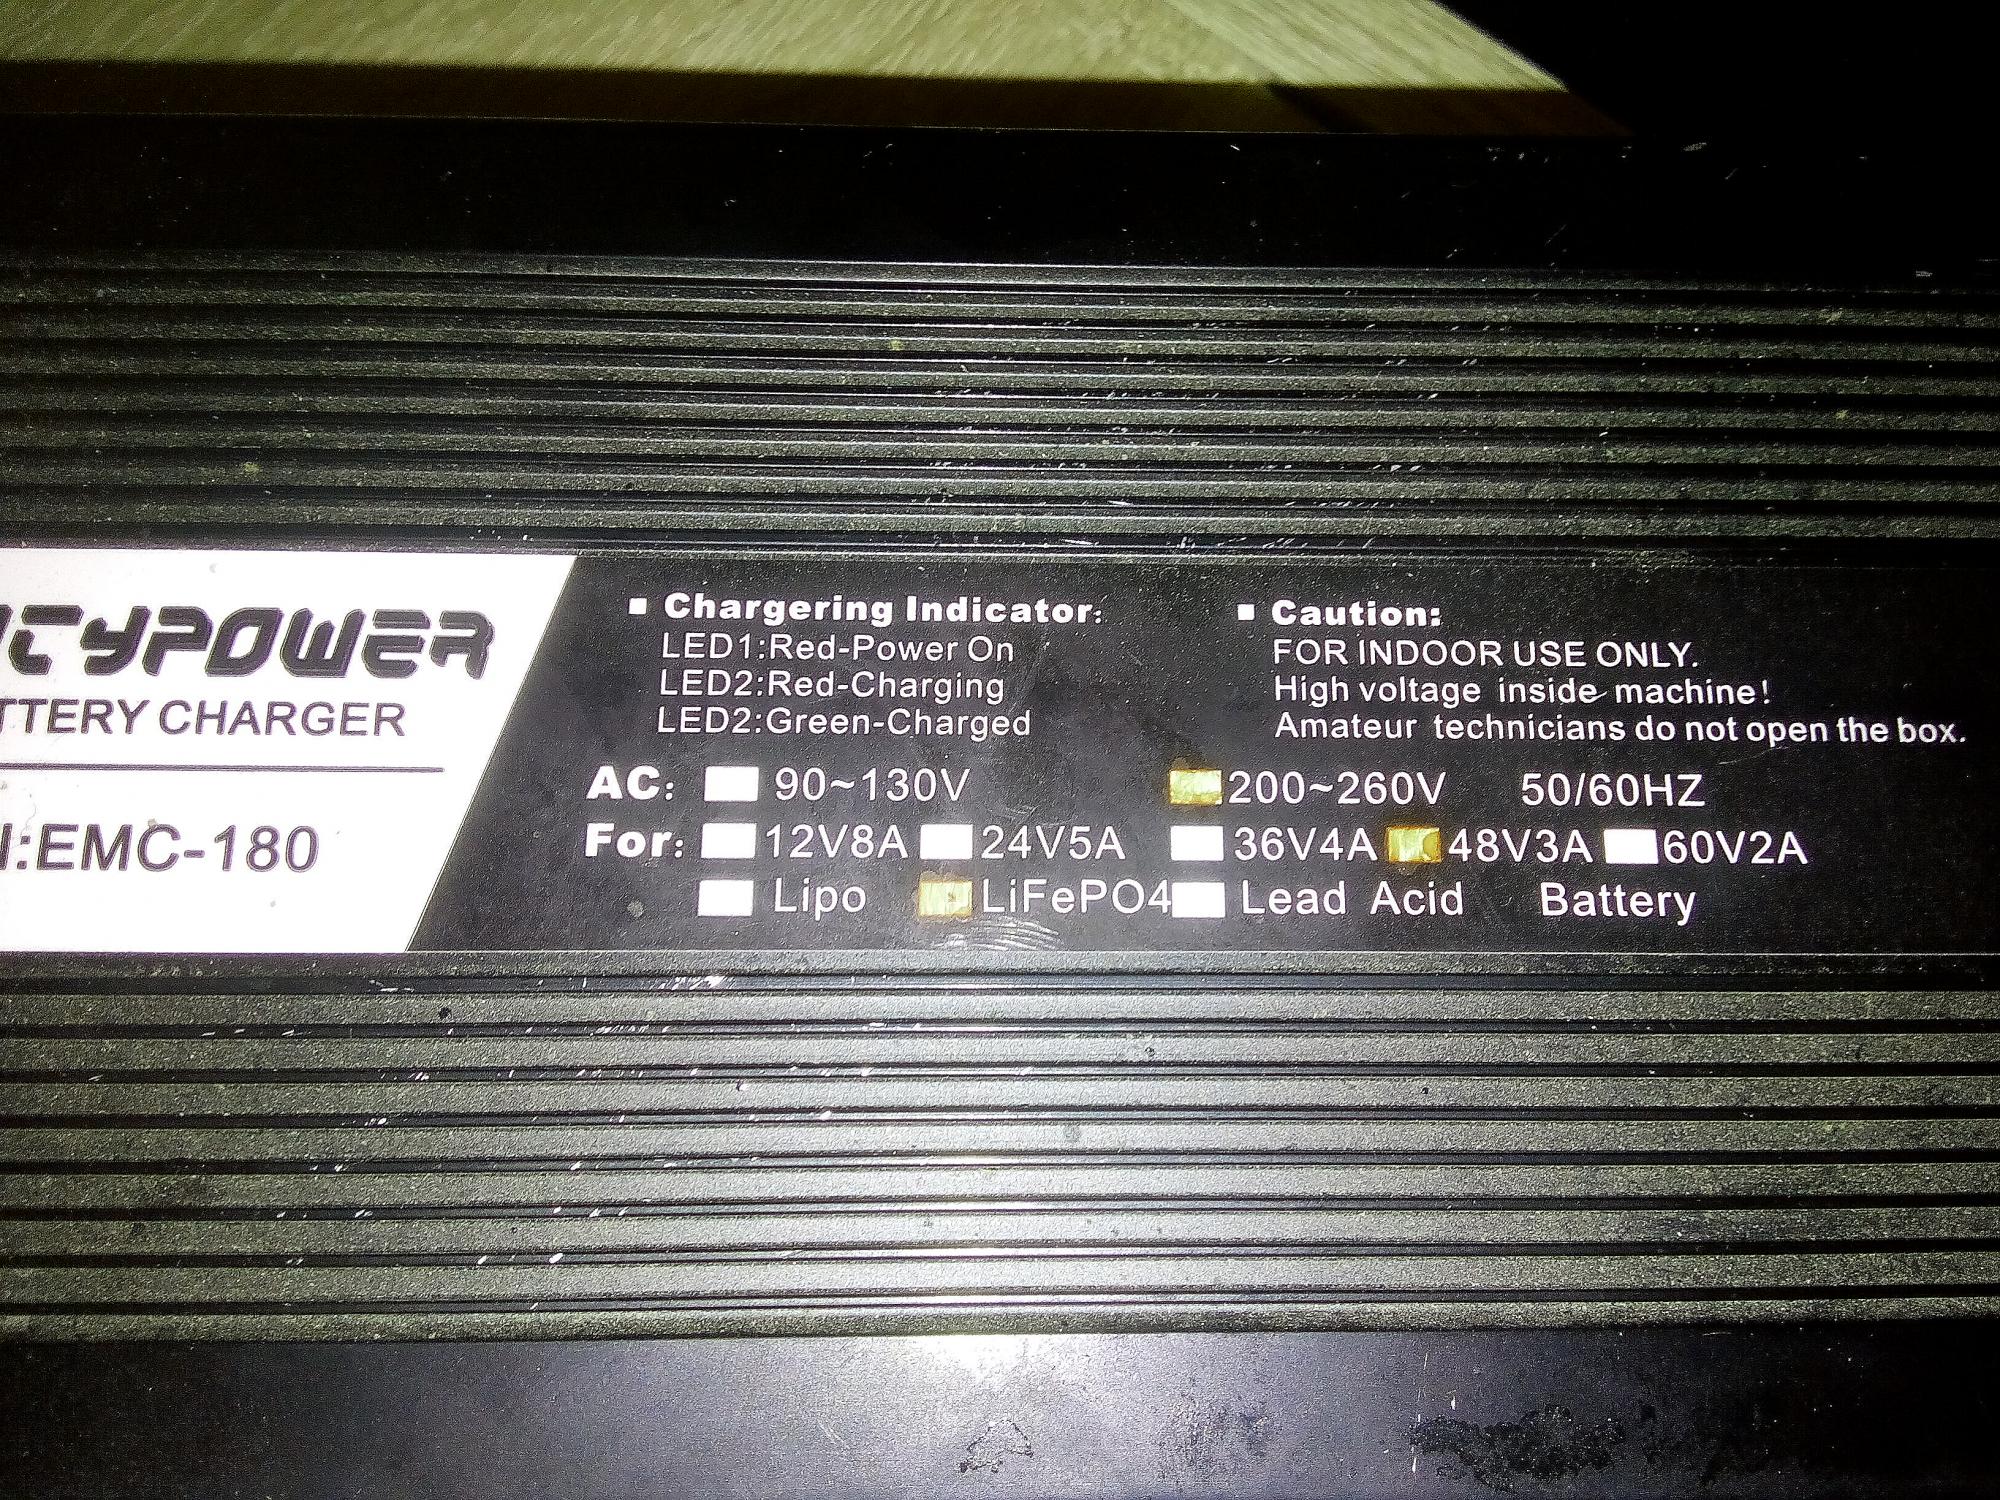 TYPOWER
TTERY CHARGER
:EMC-180
▪ Chargering Indicator:
LED1:Red-Power On
LED2:Red-Charging
LED2:Green-Charged
▪ Caution:
FOR INDOOR USE ONLY.
High voltage inside machine!
Amateur technicians do not open the box.
AC: 90~130V 200~260V 50/60HZ
For: 12V8A 24V5A 36V4A 48V3A 60V2A
Lipo LiFePO4 Lead Acid Battery